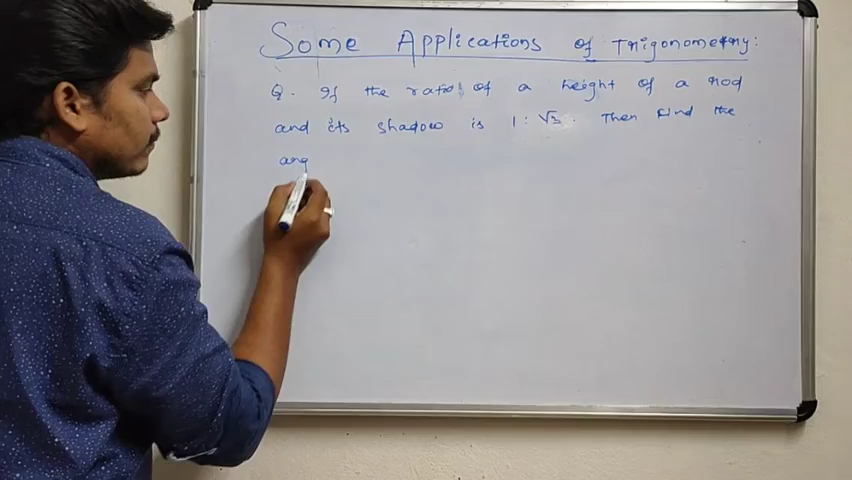 Some Applications of Trigonometry:
Q. If the ratio of a height of a rod
and its shadow is 1:√3. Then find the
ang